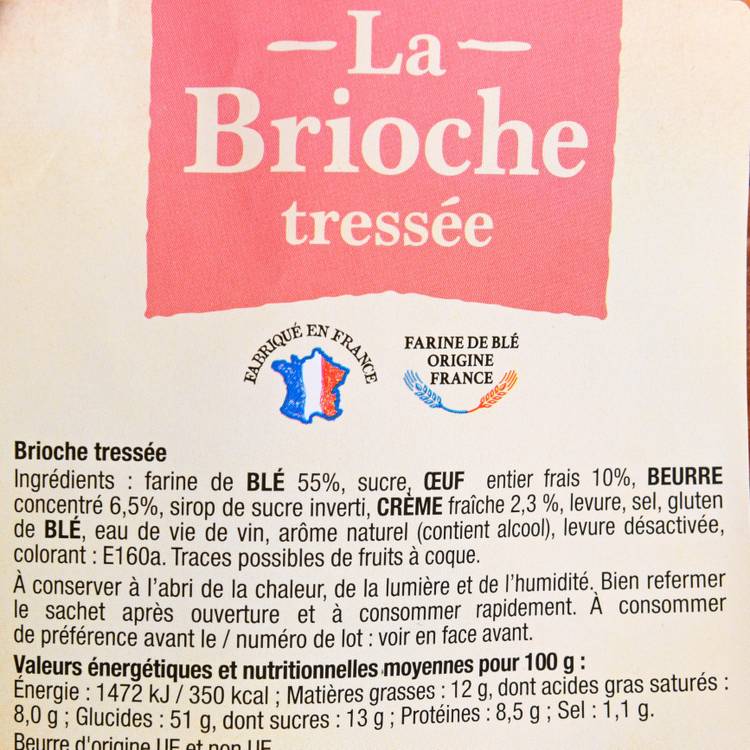 La
Brioche
tressée
FABRIQUÉ EN FRANCE
FARINE DE BLÉ
ORIGINE
FRANCE
Brioche tressée
Ingrédients : farine de BLÉ 55%, sucre, ŒUF entier frais 10%, BEURRE
concentré 6,5%, sirop de sucre inverti, CRÈME fraîche 2,3 %, levure, sel, gluten
de BLÉ, eau de vie de vin, arôme naturel (contient alcool), levure désactivée,
colorant : E160a. Traces possibles de fruits à coque.
À conserver à l'abri de la chaleur, de la lumière et de l'humidité. Bien refermer
le sachet après ouverture et à consommer rapidement. À consommer
de préférence avant le / numéro de lot : voir en face avant.
Valeurs énergétiques et nutritionnelles moyennes pour 100 g :
Énergie : 1472 kJ / 350 kcal ; Matières grasses : 12 g, dont acides gras saturés :
8,0 g ; Glucides : 51 g, dont sucres : 13 g ; Protéines : 8,5 g ; Sel : 1,1 g.
Beurre d'origine UE et non UE